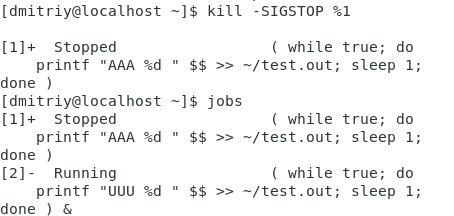 [dmitriy@localhost ~]$ kill -SIGSTOP %1

[1]+  Stopped                 ( while true; do
    printf "AAA %d " $$ >> ~/test.out; sleep 1;
done )
[dmitriy@localhost ~]$ jobs
[1]+  Stopped                 ( while true; do
    printf "AAA %d " $$ >> ~/test.out; sleep 1;
done )
[2]-  Running                 ( while true; do
    printf "UUU %d " $$ >> ~/test.out; sleep 1;
done ) &